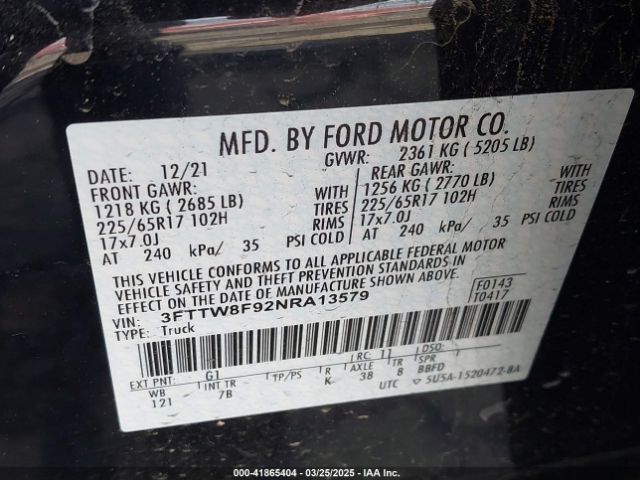 MFD. BY FORD MOTOR CO.
DATE: 12/21 GVWR: 2361 KG ( 5205 LB)
FRONT GAWR: REAR GAWR:
1218 KG ( 2685 LB) 1256 KG ( 2770 LB)
225/65R17 102H TIRES 225/65R17 102H TIRES
17x7.0J RIMS 17x7.0J RIMS
AT 240 kPa/ 35 PSI COLD AT 240 kPa/ 35 PSI COLD
THIS VEHICLE CONFORMS TO ALL APPLICABLE FEDERAL MOTOR
VEHICLE SAFETY AND THEFT PREVENTION STANDARDS IN
EFFECT ON THE DATE OF MANUFACTURE SHOWN ABOVE.
VIN: 3FTTW8F92NRA13579 F0143
TYPE: Truck T0417
EXT PNT: G1 RC: 11 DSO:
WB INT TR TP/PS R AXLE TR SPR
121 7B K 38 8 BBFD
UTC 5U5A-1520472-BA
000-41865404 / 03/25/2025 / IAA Inc.